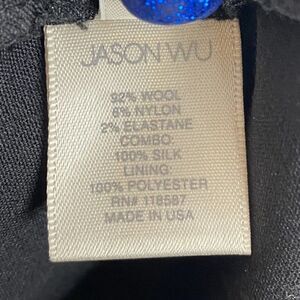 JASON WU
92% WOOL
6% NYLON
2% ELASTANE
COMBO:
100% SILK
LINING:
100% POLYESTER
RN# 118587
MADE IN USA